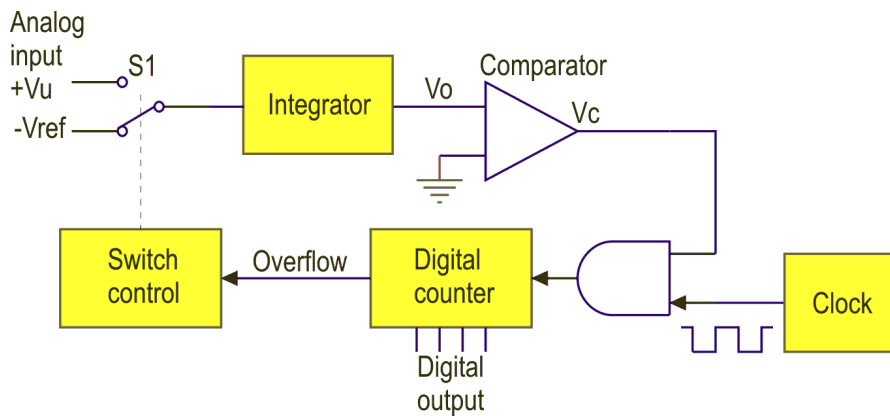 Analog
input
+Vu
S1
-Vref
Integrator
Vo
Comparator
Vc
Switch
control
Overflow
Digital
counter
Clock
Digital
output